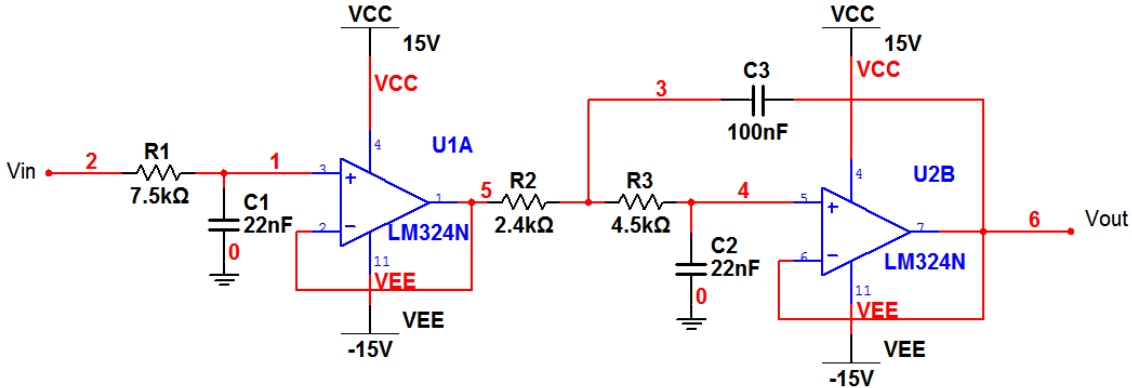 VCC
15V
VCC
4
U1A
Vin
2
R1
7.5kΩ
1
3
+
1
2
−
LM324N
C1
22nF
0
11
VEE
VEE
-15V
5
R2
2.4kΩ
3
C3
100nF
R3
4.5kΩ
4
C2
22nF
0
VCC
15V
VCC
4
U2B
5
+
7
6
−
LM324N
11
VEE
VEE
-15V
6
Vout